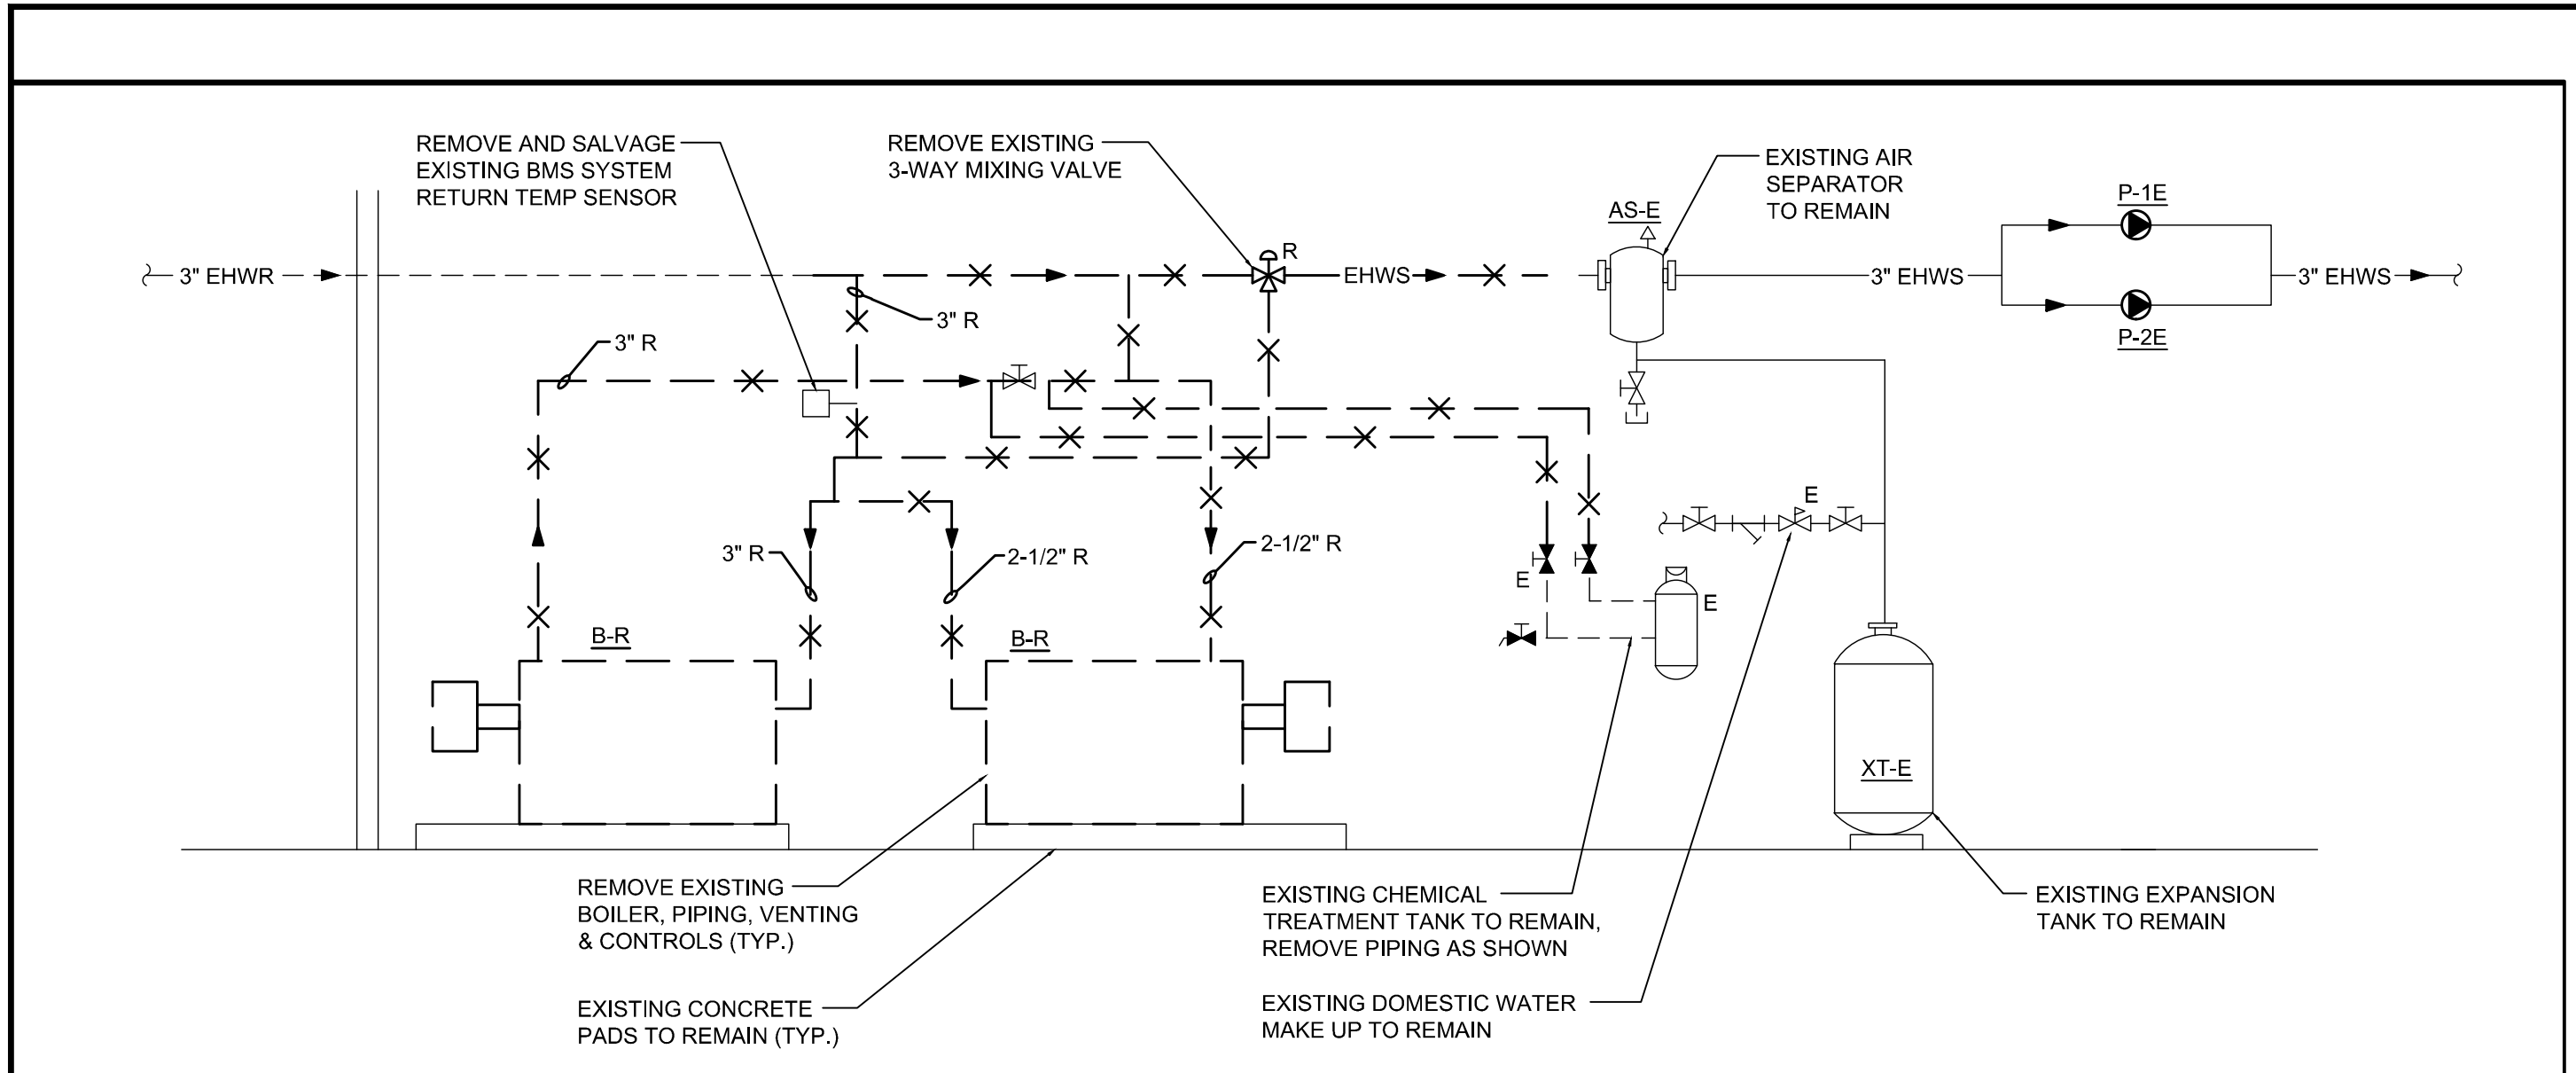 REMOVE AND SALVAGE
EXISTING BMS SYSTEM
RETURN TEMP SENSOR
REMOVE EXISTING
3-WAY MIXING VALVE
EXISTING AIR
SEPARATOR
TO REMAIN
AS-E
P-1E
R
3" EHWR
EHWS
3" EHWS
3" EHWS
3" R
P-2E
3" R
E
3" R
2-1/2" R
2-1/2" R
E
E
B-R
B-R
XT-E
REMOVE EXISTING
BOILER, PIPING, VENTING
& CONTROLS (TYP.)
EXISTING CHEMICAL
TREATMENT TANK TO REMAIN,
REMOVE PIPING AS SHOWN
EXISTING EXPANSION
TANK TO REMAIN
EXISTING CONCRETE
PADS TO REMAIN (TYP.)
EXISTING DOMESTIC WATER
MAKE UP TO REMAIN